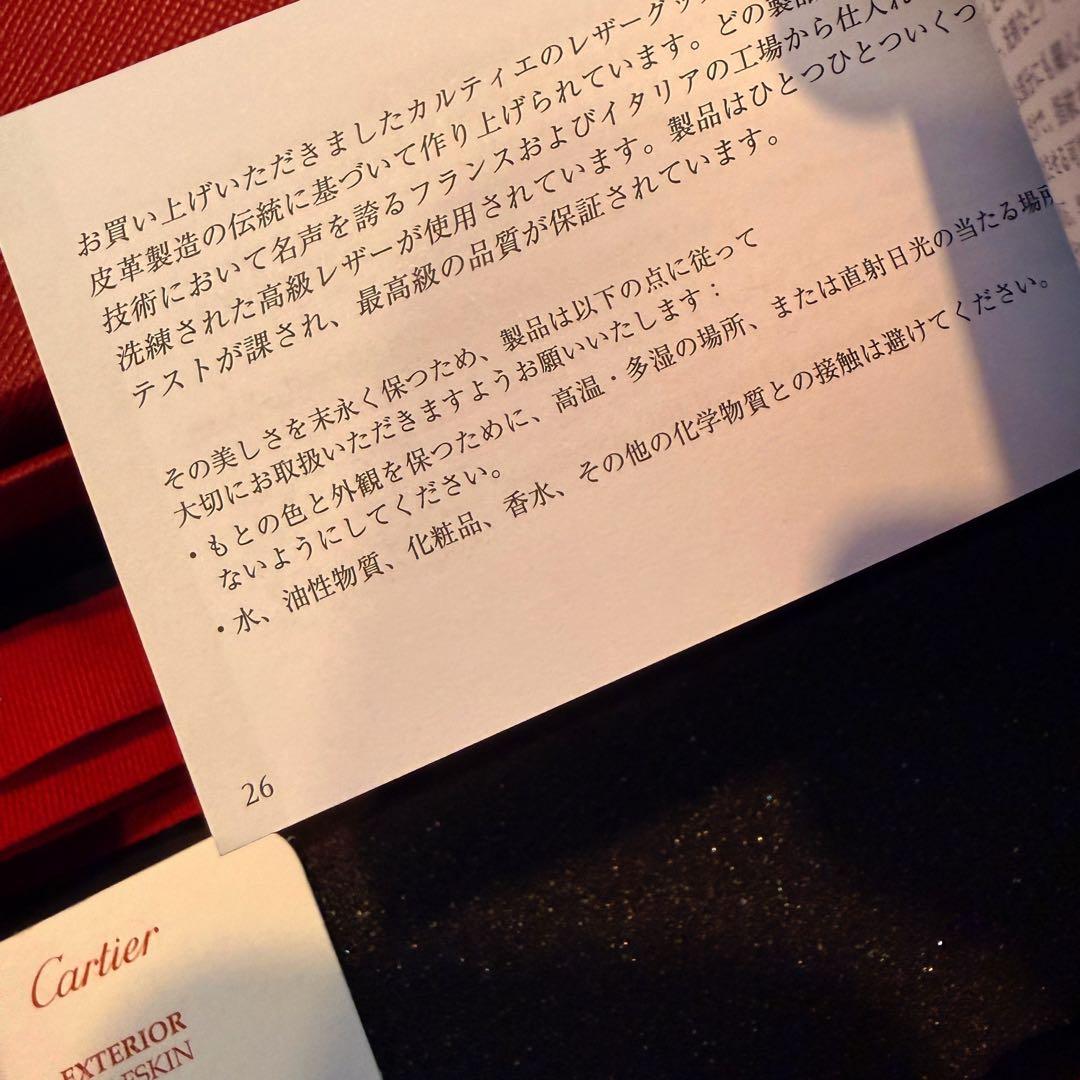 お買い上げいただきましたカルティエのレザーグッ
皮革製造の伝統に基づいて作り上げられています。どの製品
技術において名声を誇るフランスおよびイタリアの工場から仕入れ
洗練された高級レザーが使用されています。製品はひとつひとついくつ
テストが課され、最高級の品質が保証されています。
その美しさを末永く保つため、製品は以下の点に従って
大切にお取扱いただきますようお願いいたします：
・もとの色と外観を保つために、高温・多湿の場所、または直射日光の当たる場所
ないようにしてください。
・水、油性物質、化粧品、香水、その他の化学物質との接触は避けてください。
26
Cartier
EXTERIOR